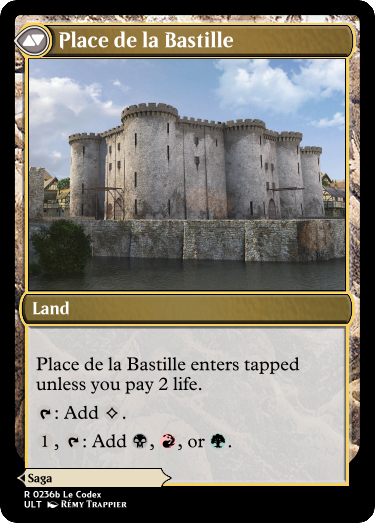 Place de la Bastille
Land
Place de la Bastille enters tapped
unless you pay 2 life.
: Add .
1 , : Add , , or .
Saga
R 0236b Le Codex
ULT RÉMY TRAPPIER